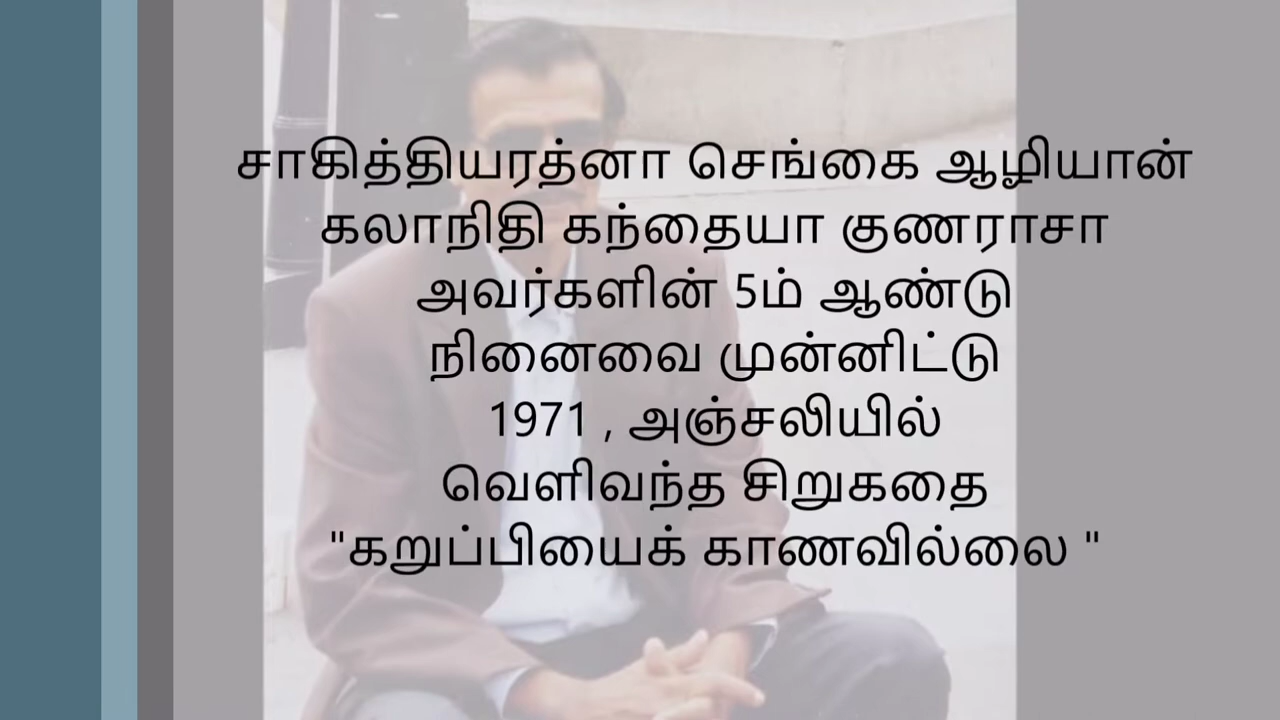 சாகித்தியரத்னா செங்கை ஆழியான்
கலாநிதி கந்தையா குணராசா
அவர்களின் 5ம் ஆண்டு
நினைவை முன்னிட்டு
1971 , அஞ்சலியில்
வெளிவந்த சிறுகதை
"கறுப்பியைக் காணவில்லை "